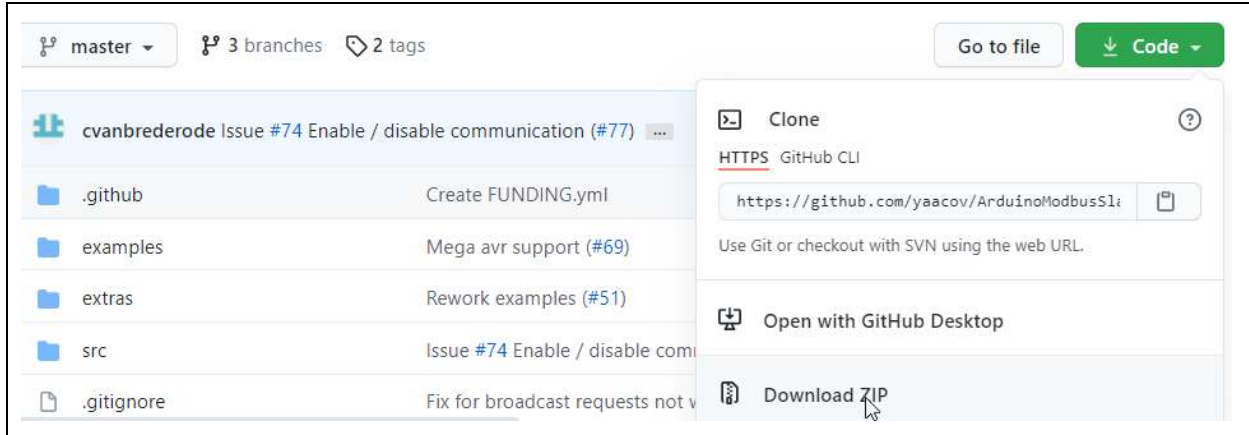 master 3 branches 2 tags Go to file Code
cvanbrederode Issue #74 Enable / disable communication (#77) ...
Clone
HTTPS GitHub CLI
.github Create FUNDING.yml
https://github.com/yaacov/ArduinoModbusSl
examples Mega avr support (#69)
Use Git or checkout with SVN using the web URL.
extras Rework examples (#51)
Open with GitHub Desktop
src Issue #74 Enable / disable com
Download ZIP
.gitignore Fix for broadcast requests not